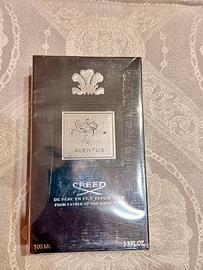 AVENTUS
CREED
DE PÈRE EN FILS DEPUIS 1760
FROM FATHER TO SON SINCE 1760
100 ML
3.3 FL.OZ.